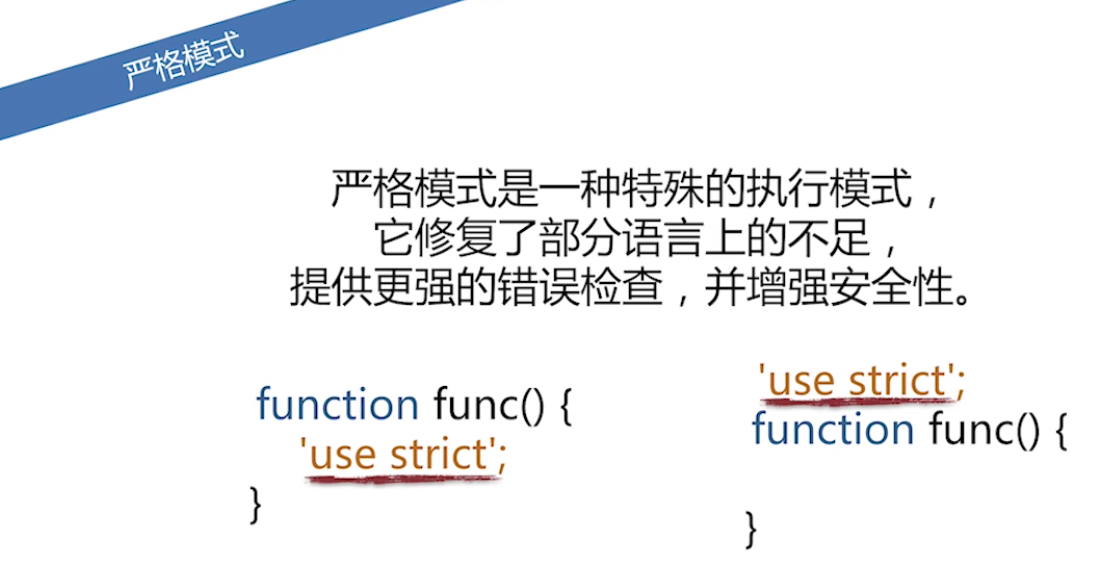 严格模式
严格模式是一种特殊的执行模式，
它修复了部分语言上的不足，
提供更强的错误检查，并增强安全性。
function func() {
'use strict';
}
'use strict';
function func() {
}